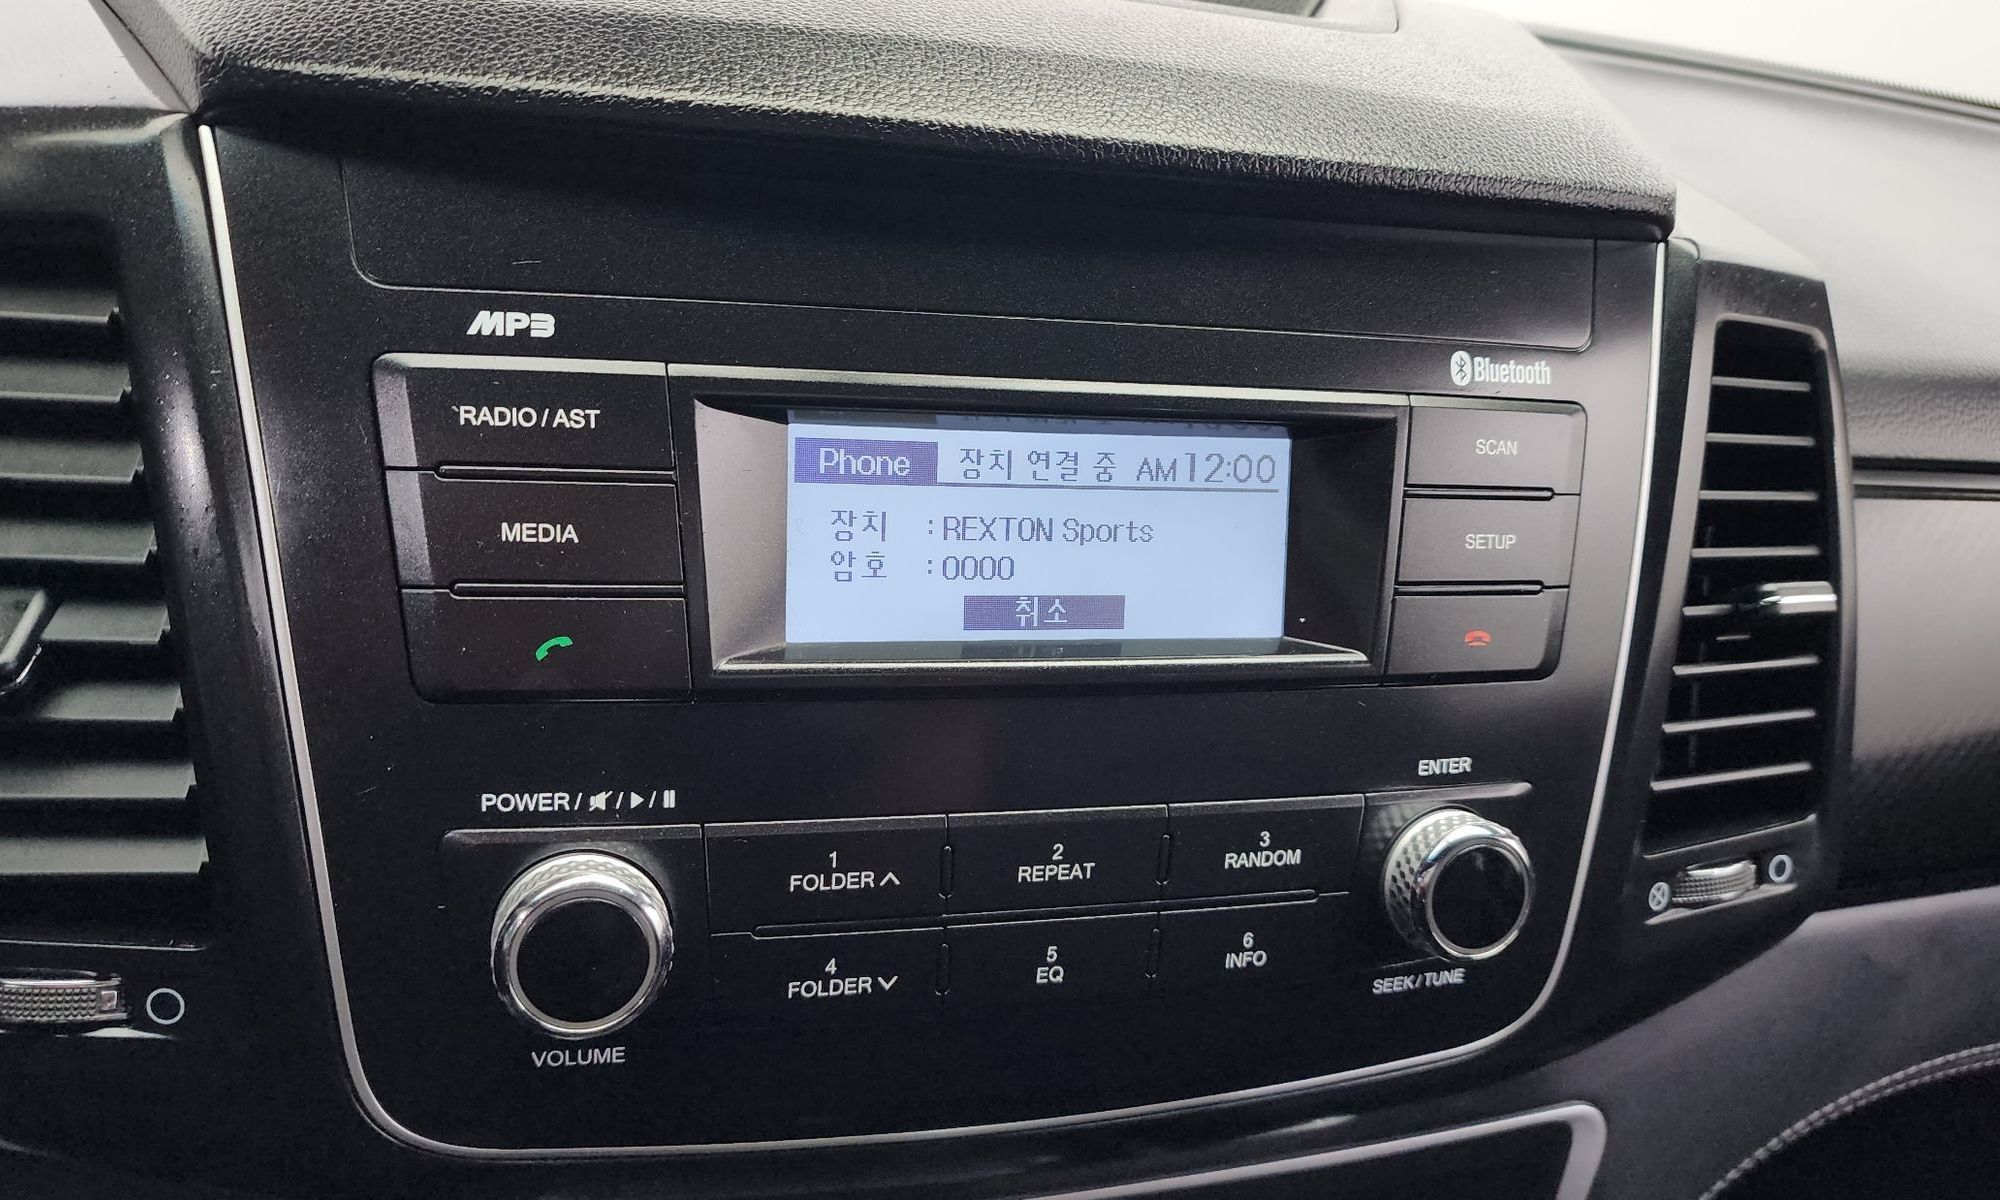 MP3
Bluetooth
RADIO / AST
MEDIA
Phone 장치 연결 중 AM 12:00
장치 : REXTON Sports
암호 : 0000
취소
SCAN
SETUP
POWER /
VOLUME
1
FOLDER
2
REPEAT
3
RANDOM
4
FOLDER
5
EQ
6
INFO
ENTER
SEEK / TUNE